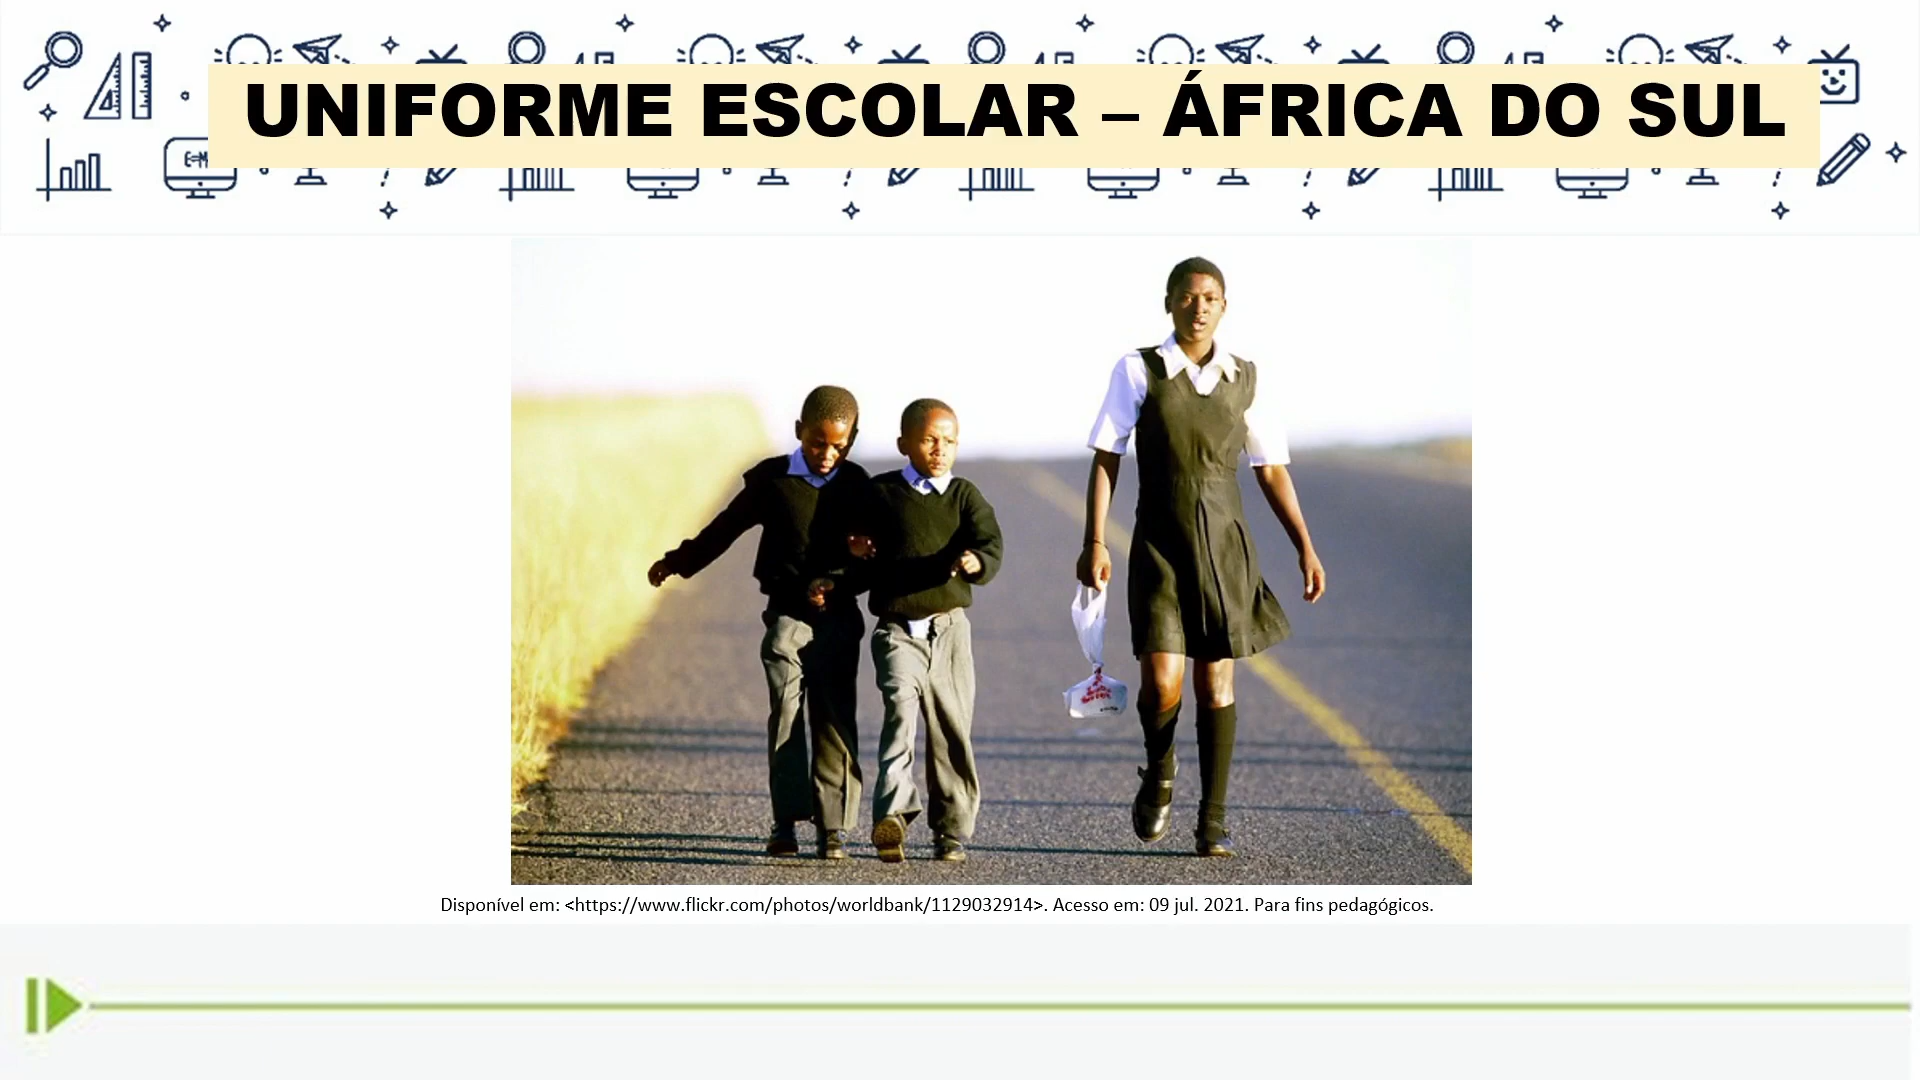 UNIFORME ESCOLAR – ÁFRICA DO SUL
E=M
Disponível em: <https://www.flickr.com/photos/worldbank/1129032914>. Acesso em: 09 jul. 2021. Para fins pedagógicos.